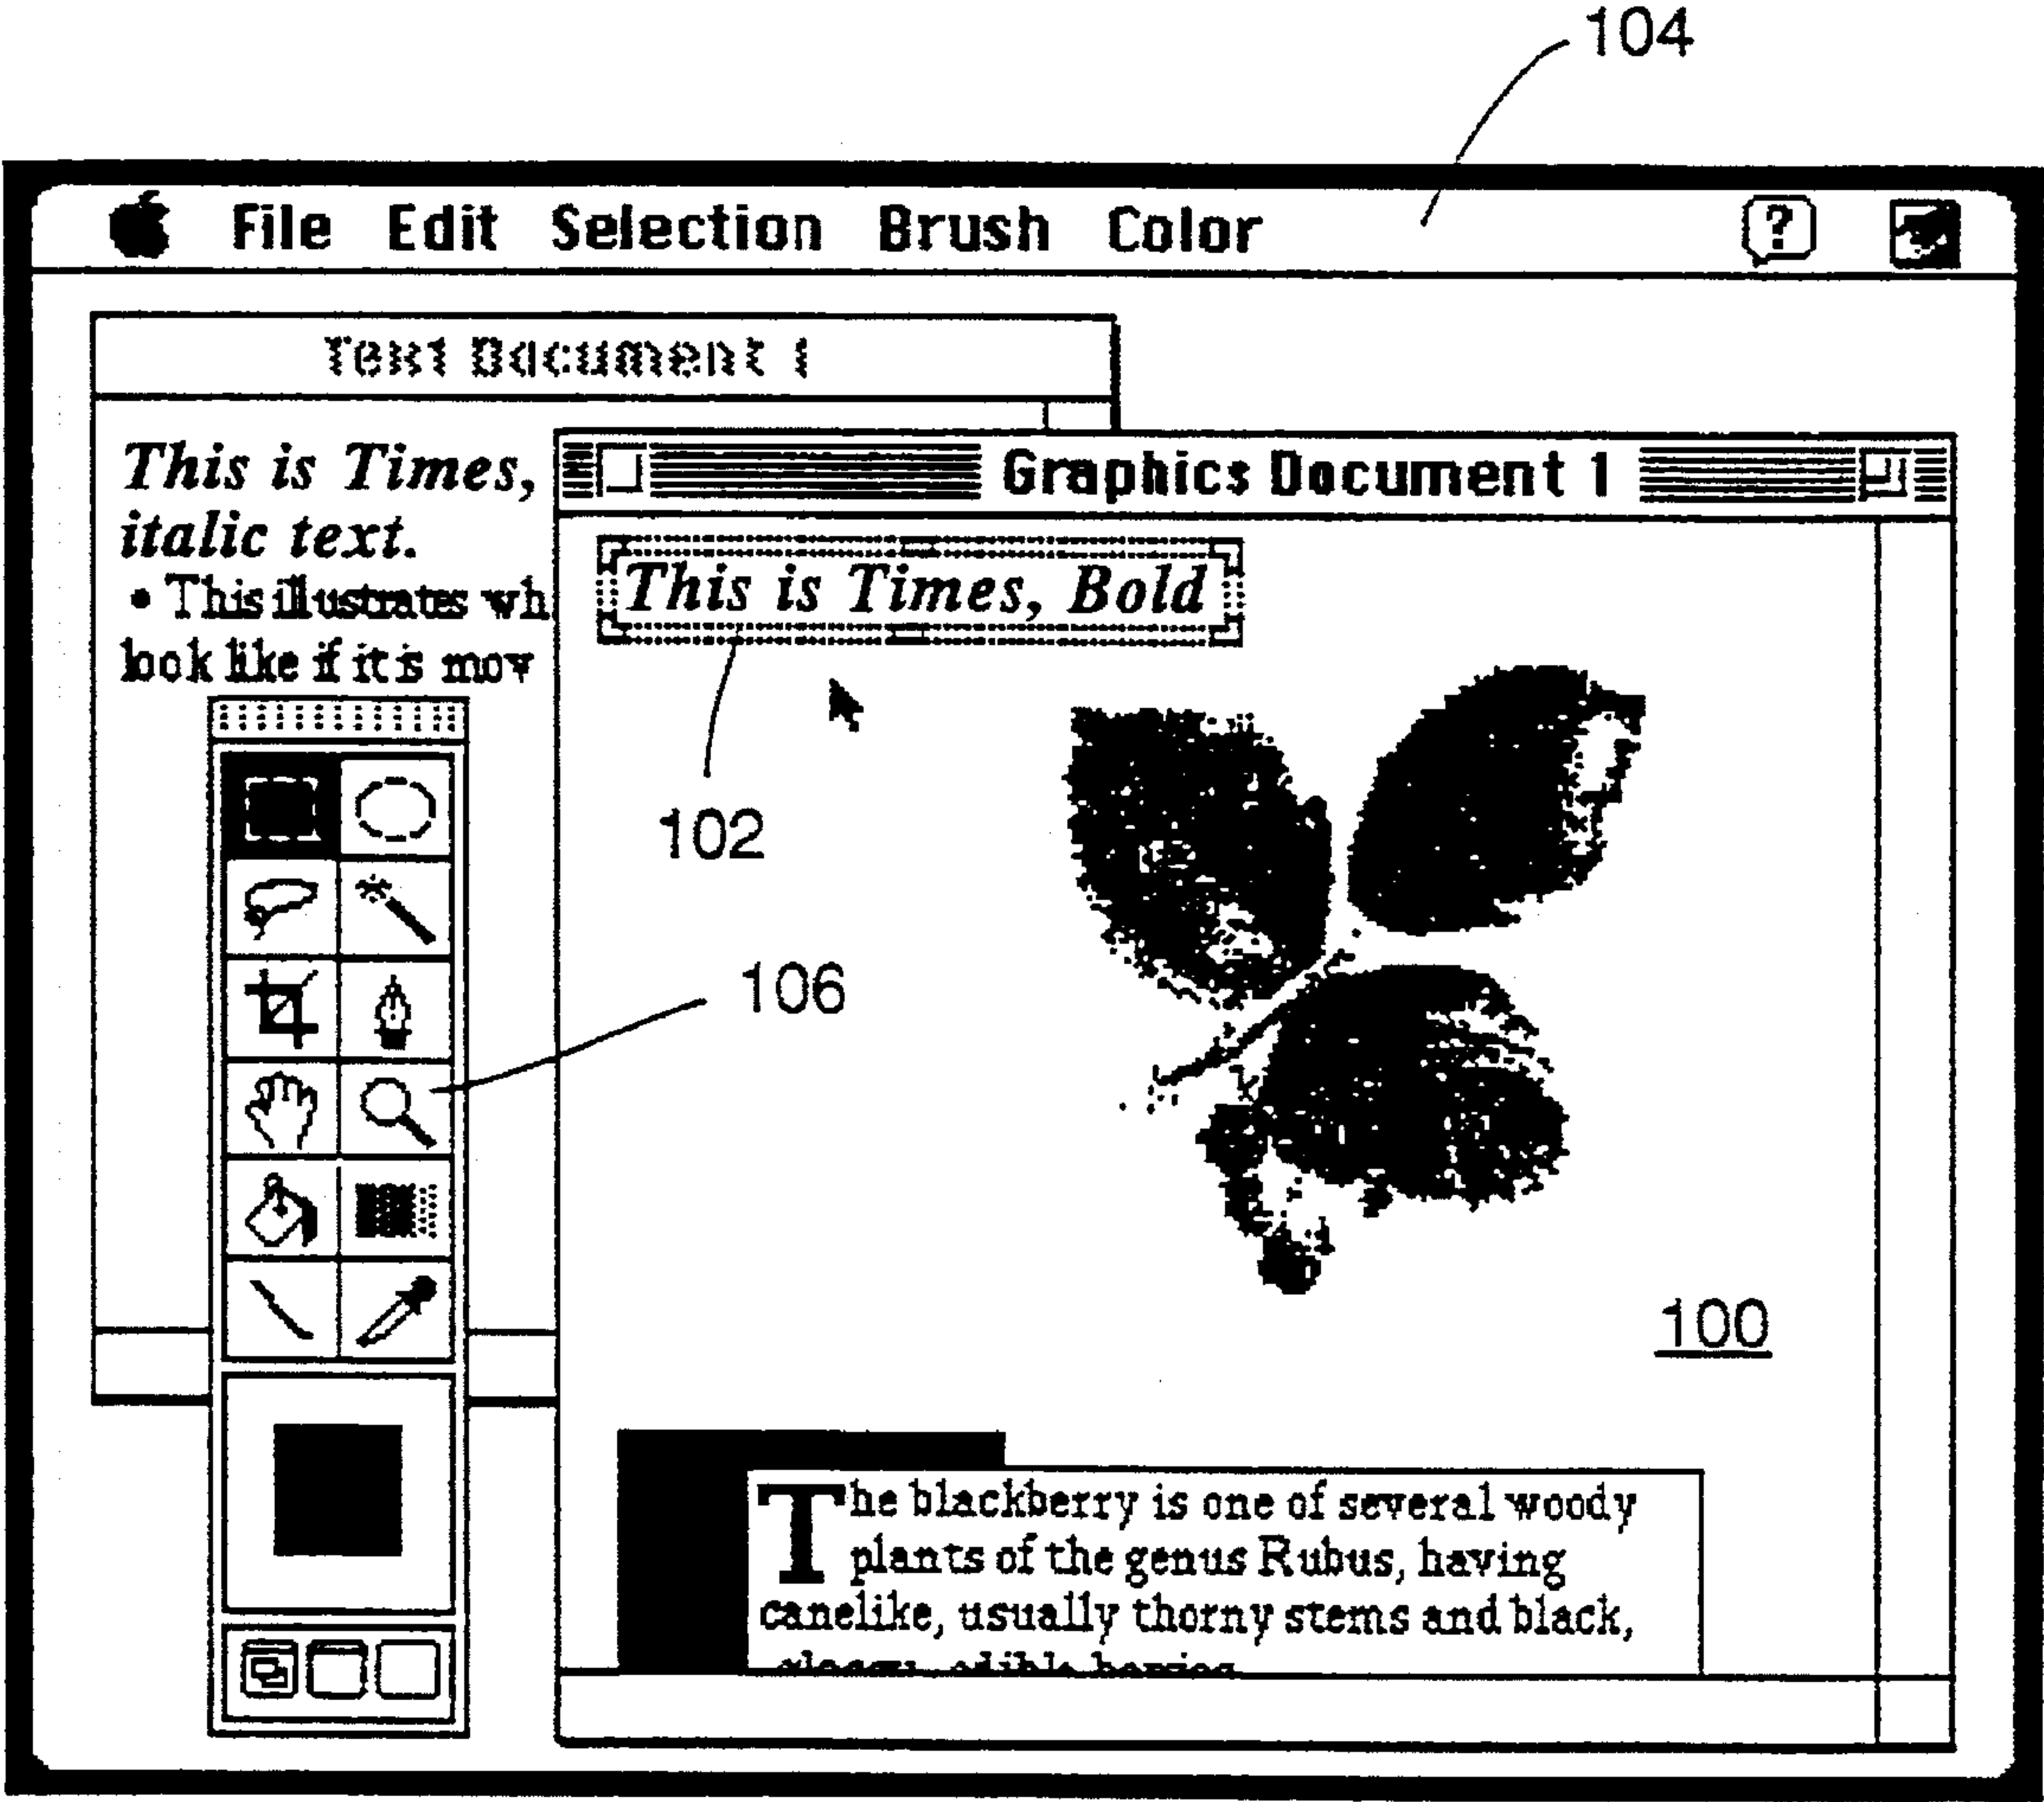 104
File Edit Selection Brush Color ?
Text Document 1
This is Times,
italic text.
• This illustrates wh
look like if it is mov
Graphics Document 1
This is Times, Bold
102
106
100
The blackberry is one of several woody
plants of the genus Rubus, having
canelike, usually thorny stems and black,